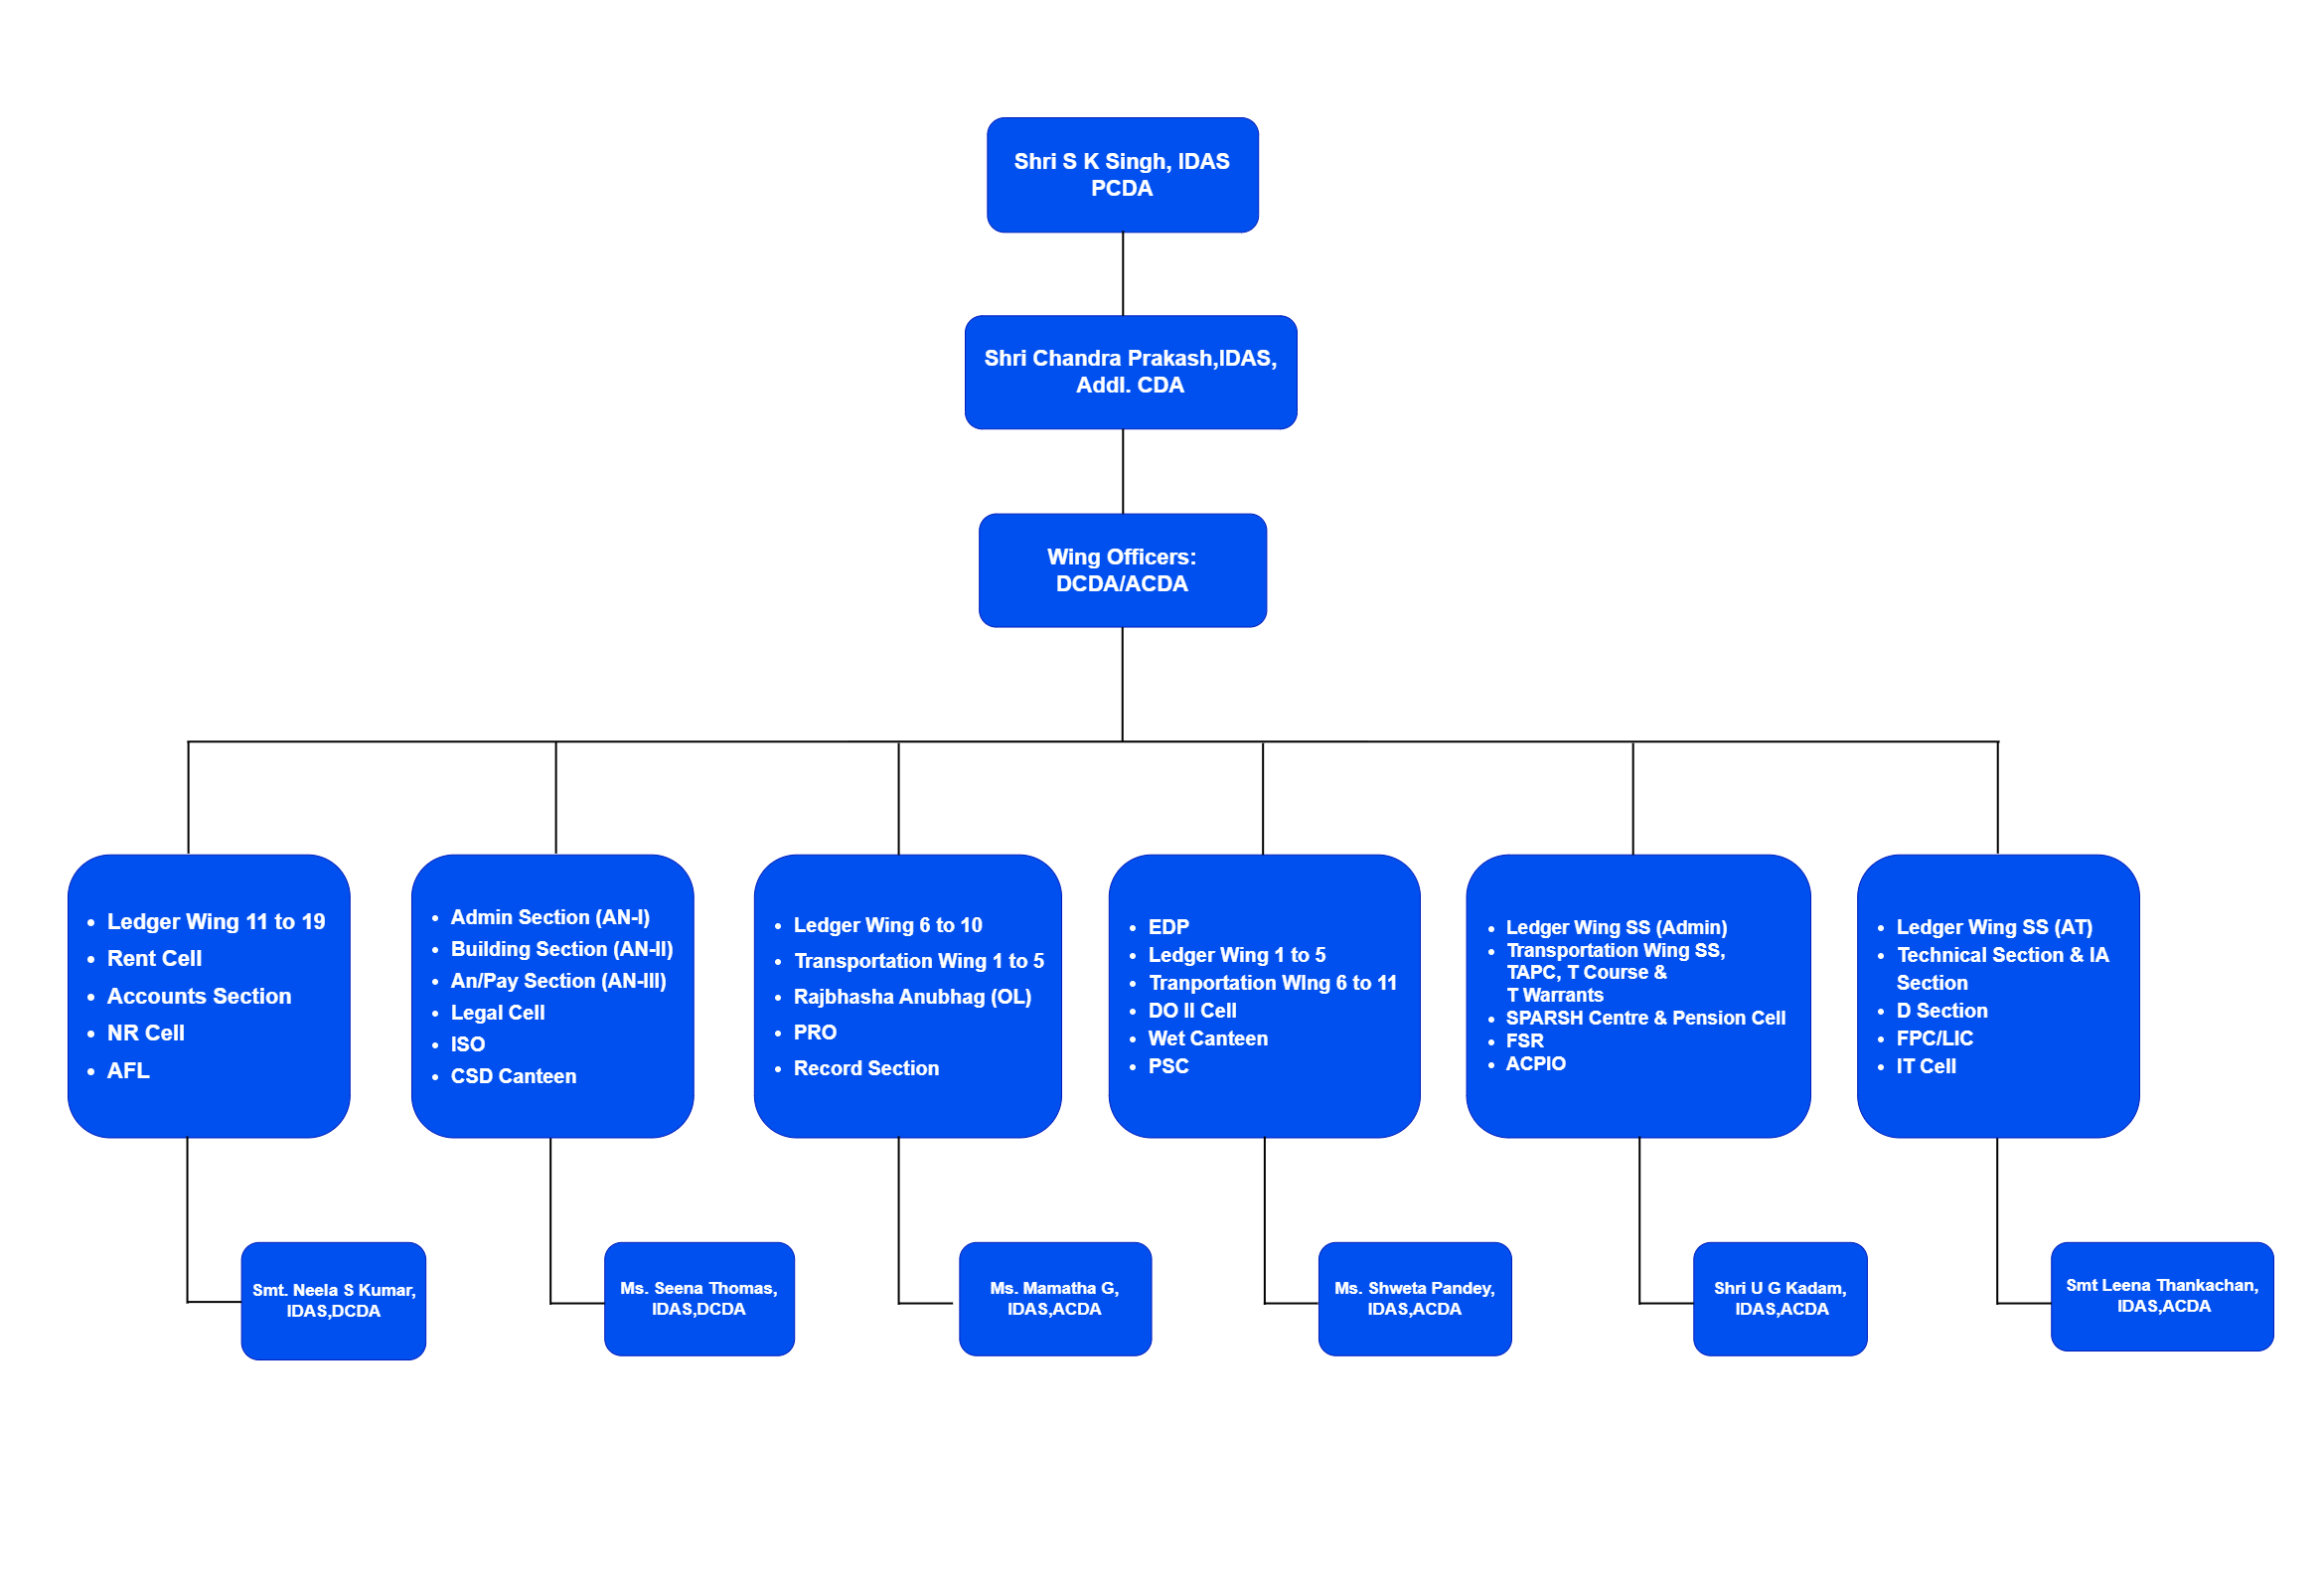 Shri S K Singh, IDAS
PCDA
Shri Chandra Prakash,IDAS,
Addl. CDA
Wing Officers:
DCDA/ACDA
• Ledger Wing 11 to 19
• Rent Cell
• Accounts Section
• NR Cell
• AFL
• Admin Section (AN-I)
• Building Section (AN-II)
• An/Pay Section (AN-III)
• Legal Cell
• ISO
• CSD Canteen
• Ledger Wing 6 to 10
• Transportation Wing 1 to 5
• Rajbhasha Anubhag (OL)
• PRO
• Record Section
• EDP
• Ledger Wing 1 to 5
• Tranportation WIng 6 to 11
• DO II Cell
• Wet Canteen
• PSC
• Ledger Wing SS (Admin)
• Transportation Wing SS,
TAPC, T Course &
T Warrants
• SPARSH Centre & Pension Cell
• FSR
• ACPIO
• Ledger Wing SS (AT)
• Technical Section & IA
Section
• D Section
• FPC/LIC
• IT Cell
Smt. Neela S Kumar,
IDAS,DCDA
Ms. Seena Thomas,
IDAS,DCDA
Ms. Mamatha G,
IDAS,ACDA
Ms. Shweta Pandey,
IDAS,ACDA
Shri U G Kadam,
IDAS,ACDA
Smt Leena Thankachan,
IDAS,ACDA